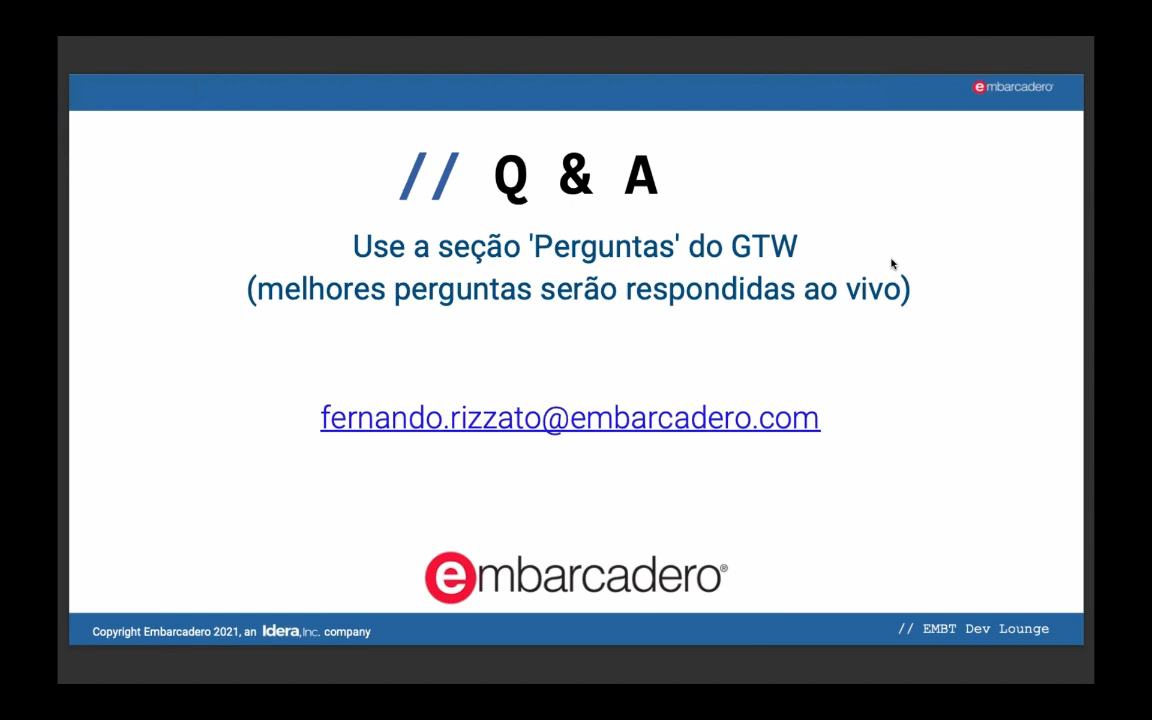 embarcadero
// Q & A
Use a seção 'Perguntas' do GTW
(melhores perguntas serão respondidas ao vivo)
fernando.rizzato@embarcadero.com
embarcadero®
Copyright Embarcadero 2021, an Idera, Inc. company
// EMBT Dev Lounge